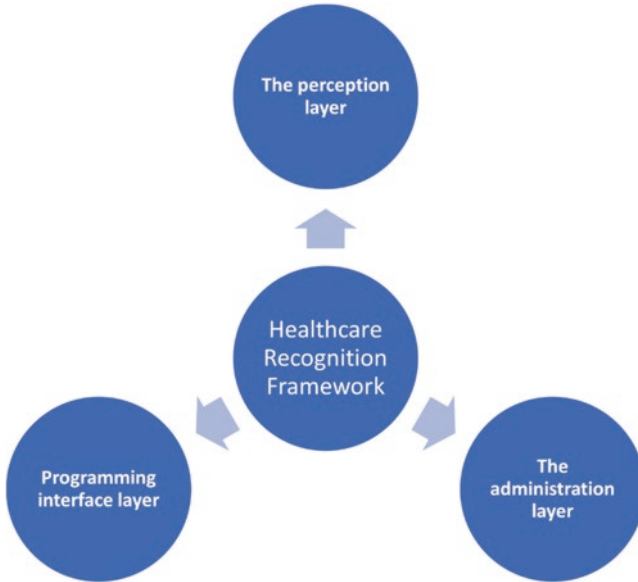 The perception
layer
Healthcare
Recognition
Framework
Programming
interface layer
The
administration
layer